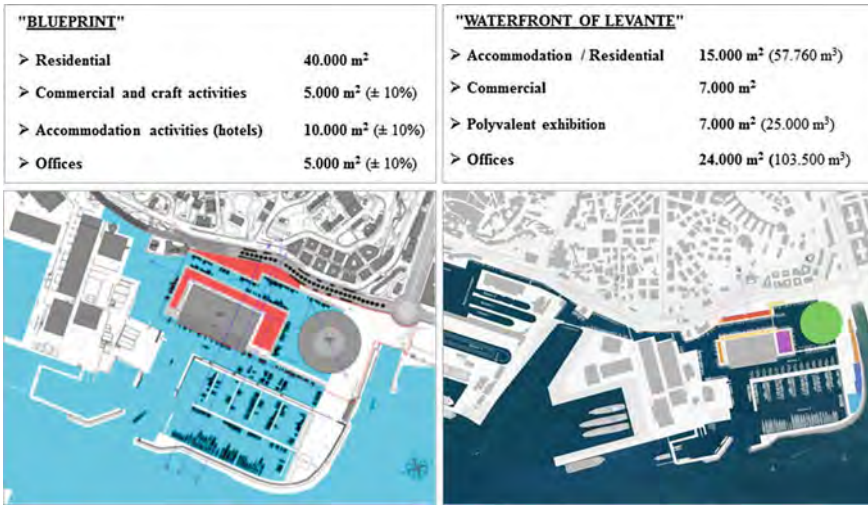 "BLUEPRINT"
➢ Residential 40.000 m²
➢ Commercial and craft activities 5.000 m² (± 10%)
➢ Accommodation activities (hotels) 10.000 m² (± 10%)
➢ Offices 5.000 m² (± 10%)
"WATERFRONT OF LEVANTE"
➢ Accommodation / Residential 15.000 m² (57.760 m³)
➢ Commercial 7.000 m²
➢ Polyvalent exhibition 7.000 m² (25.000 m³)
➢ Offices 24.000 m² (103.500 m³)